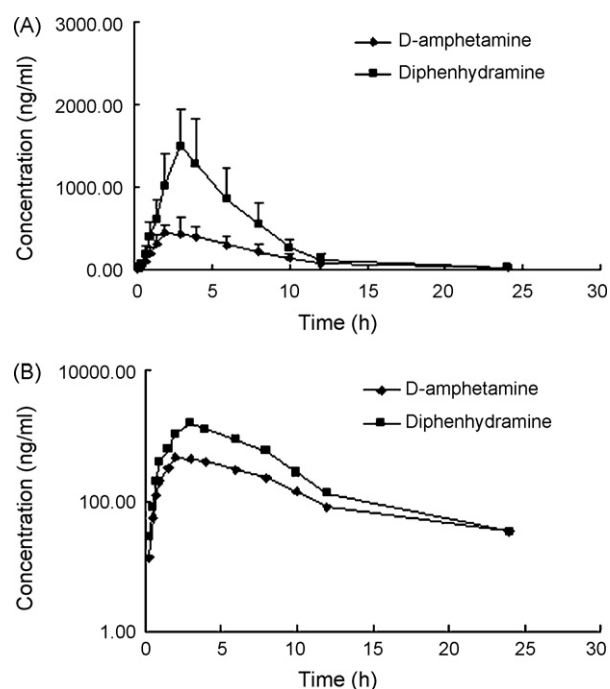 (A)
3000.00
2000.00
1000.00
0.00
Concentration (ng/ml)
D-amphetamine
Diphenhydramine
0 5 10 15 20 25 30
Time (h)
(B)
10000.00
100.00
1.00
Concentration (ng/ml)
D-amphetamine
Diphenhydramine
0 5 10 15 20 25 30
Time (h)